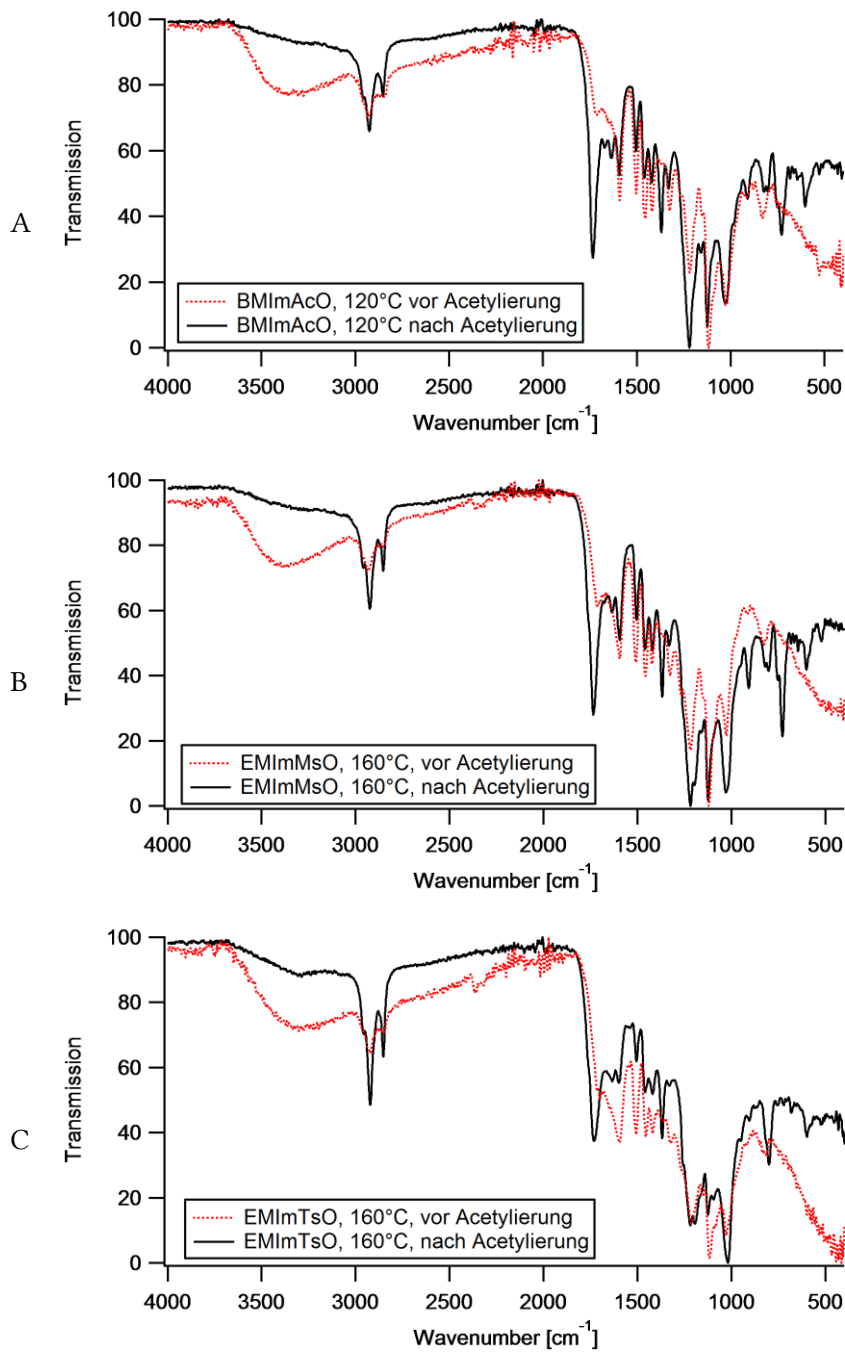 A
Transmission
100
80
60
40
20
0
BMImAcO, 120°C vor Acetylierung
BMImAcO, 120°C nach Acetylierung
4000 3500 3000 2500 2000 1500 1000 500
Wavenumber [cm⁻¹]
B
Transmission
100
80
60
40
20
0
EMImMsO, 160°C, vor Acetylierung
EMImMsO, 160°C, nach Acetylierung
4000 3500 3000 2500 2000 1500 1000 500
Wavenumber [cm⁻¹]
C
Transmission
100
80
60
40
20
0
EMImTsO, 160°C, vor Acetylierung
EMImTsO, 160°C, nach Acetylierung
4000 3500 3000 2500 2000 1500 1000 500
Wavenumber [cm⁻¹]